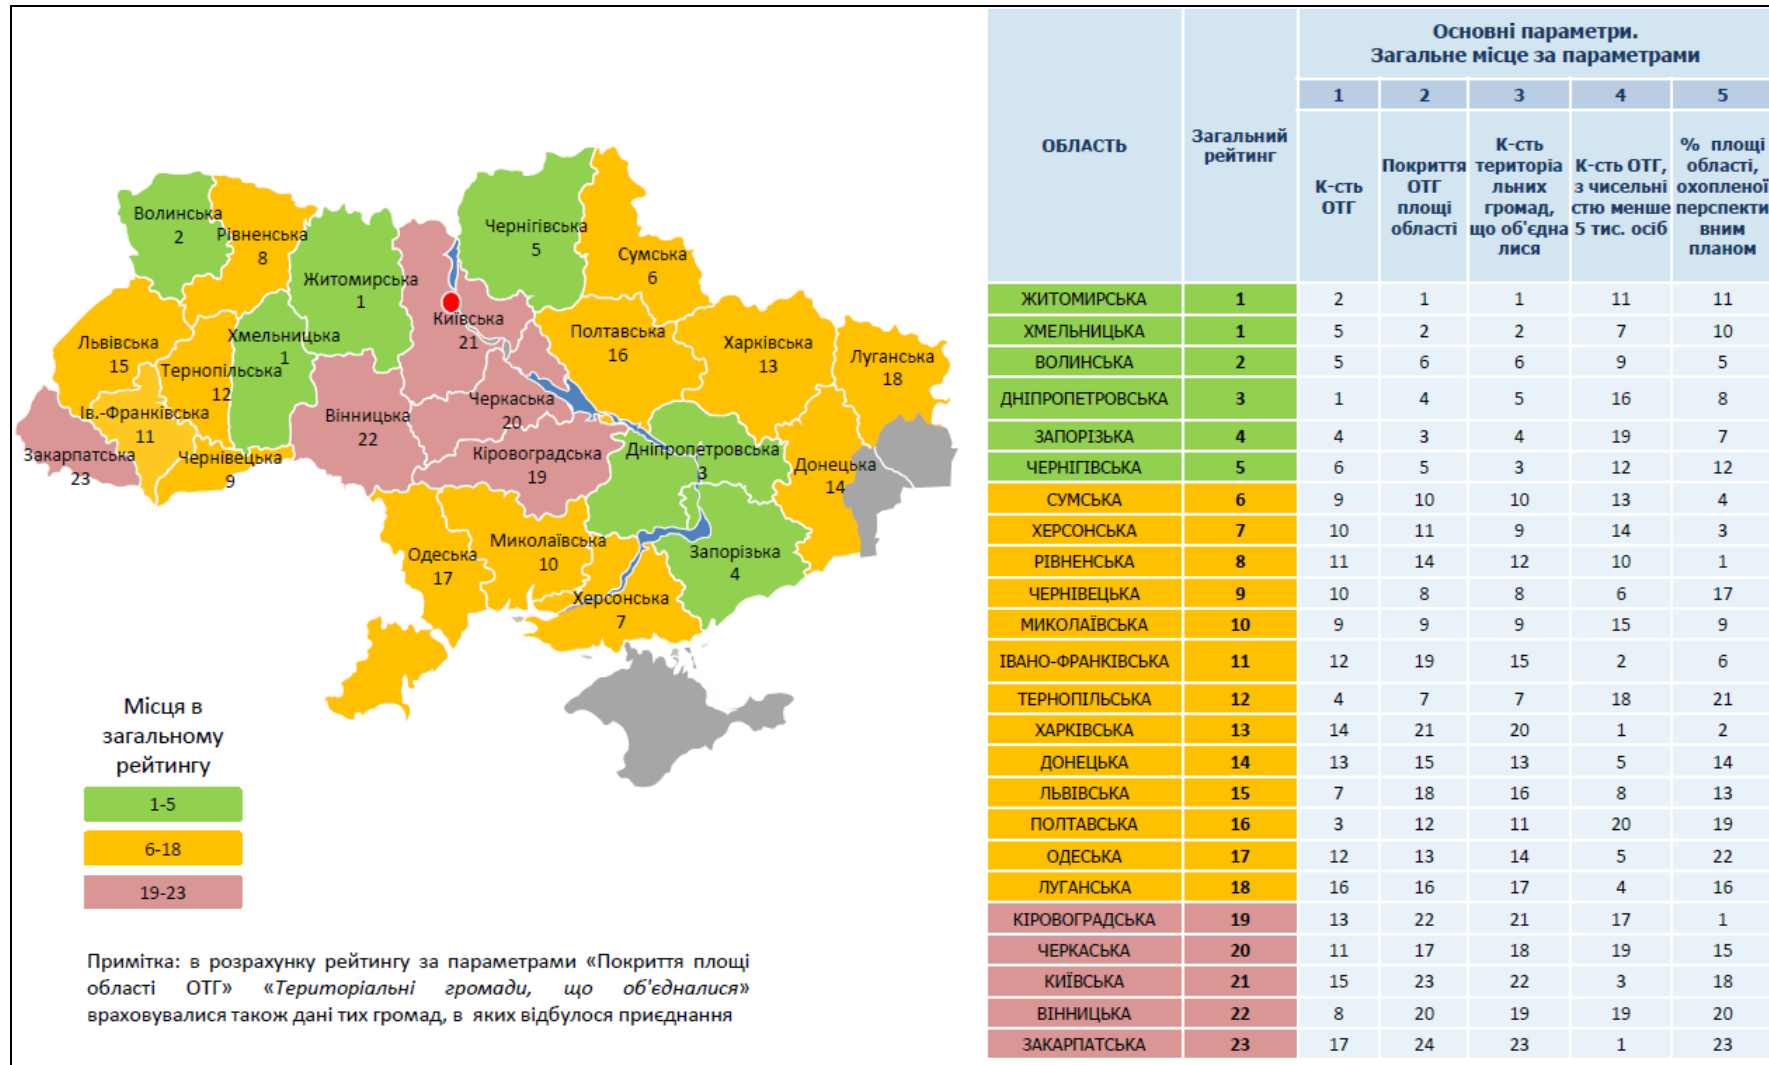 Волинська
2
Рівненська
8
Житомирська
1
Чернігівська
5
Сумська
6
Київська
21
Львівська
15
Тернопільська
12
Хмельницька
1
Полтавська
16
Харківська
13
Луганська
18
Ів.-Франківська
11
Закарпатська
23
Чернівецька
9
Вінницька
22
Черкаська
20
Кіровоградська
19
Дніпропетровська
3
Донецька
14
Одеська
17
Миколаївська
10
Запорізька
4
Херсонська
7
Місця в
загальному
рейтингу
1-5
6-18
19-23
Примітка: в розрахунку рейтингу за параметрами «Покриття площі
області ОТГ» «Територіальні громади, що об'єдналися»
враховувалися також дані тих громад, в яких відбулося приєднання
ОБЛАСТЬ
Загальний
рейтинг
Основні параметри.
Загальне місце за параметрами
1 2 3 4 5
К-сть
ОТГ
Покриття
ОТГ
площі
області
К-сть
територіа
льних
громад,
що об'єдна
лися
К-сть ОТГ,
з чисельні
стю менше
5 тис. осіб
% площі
області,
охопленої
перспекти
вним
планом
ЖИТОМИРСЬКА 1 2 1 1 11 11
ХМЕЛЬНИЦЬКА 1 5 2 2 7 10
ВОЛИНСЬКА 2 5 6 6 9 5
ДНІПРОПЕТРОВСЬКА 3 1 4 5 16 8
ЗАПОРІЗЬКА 4 4 3 4 19 7
ЧЕРНІГІВСЬКА 5 6 5 3 12 12
СУМСЬКА 6 9 10 10 13 4
ХЕРСОНСЬКА 7 10 11 9 14 3
РІВНЕНСЬКА 8 11 14 12 10 1
ЧЕРНІВЕЦЬКА 9 10 8 8 6 17
МИКОЛАЇВСЬКА 10 9 9 9 15 9
ІВАНО-ФРАНКІВСЬКА 11 12 19 15 2 6
ТЕРНОПІЛЬСЬКА 12 4 7 7 18 21
ХАРКІВСЬКА 13 14 21 20 1 2
ДОНЕЦЬКА 14 13 15 13 5 14
ЛЬВІВСЬКА 15 7 18 16 8 13
ПОЛТАВСЬКА 16 3 12 11 20 19
ОДЕСЬКА 17 12 13 14 5 22
ЛУГАНСЬКА 18 16 16 17 4 16
КІРОВОГРАДСЬКА 19 13 22 21 17 1
ЧЕРКАСЬКА 20 11 17 18 19 15
КИЇВСЬКА 21 15 23 22 3 18
ВІННИЦЬКА 22 8 20 19 19 20
ЗАКАРПАТСЬКА 23 17 24 23 1 23